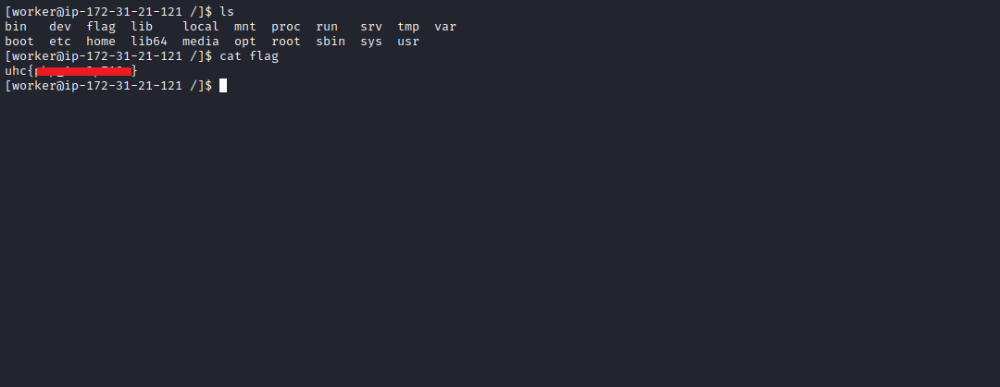 [worker@ip-172-31-21-121 /]$ ls
bin   dev  flag  lib    local  mnt  proc  run   srv  tmp  var
boot  etc  home  lib64  media  opt  root  sbin  sys  usr
[worker@ip-172-31-21-121 /]$ cat flag
uhc{ }
[worker@ip-172-31-21-121 /]$